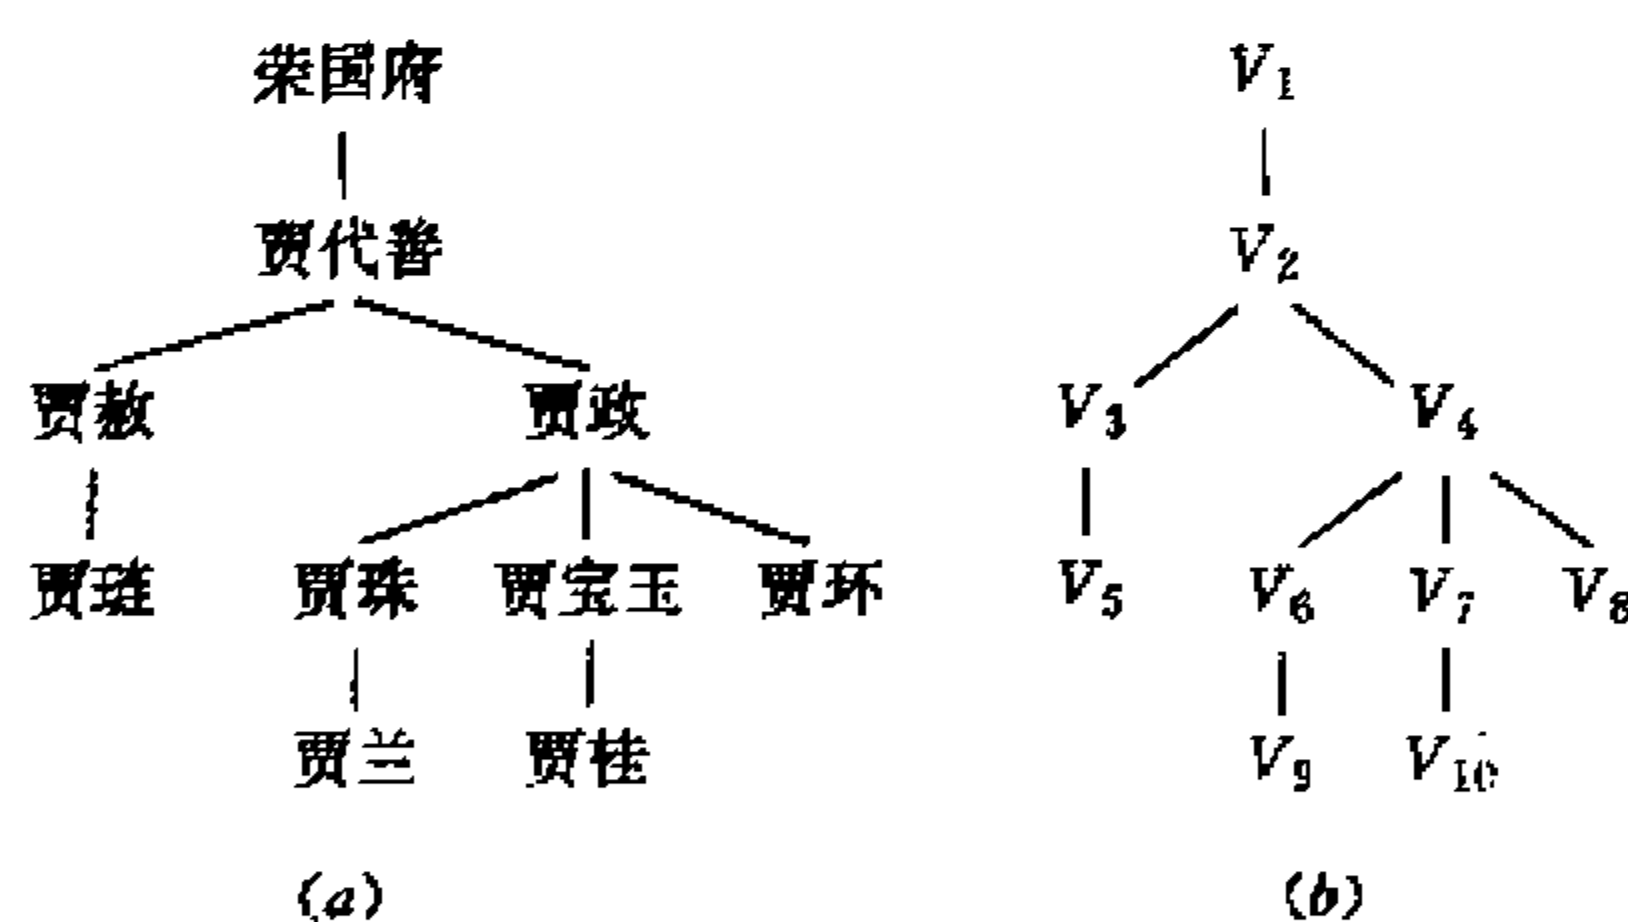 荣国府 V1
贾代善 V2
贾赦 贾政 V3 V4
贾琏 贾珠 贾宝玉 贾环 V5 V6 V7 V8
贾兰 贾桂 V9 V10
(a) (b)